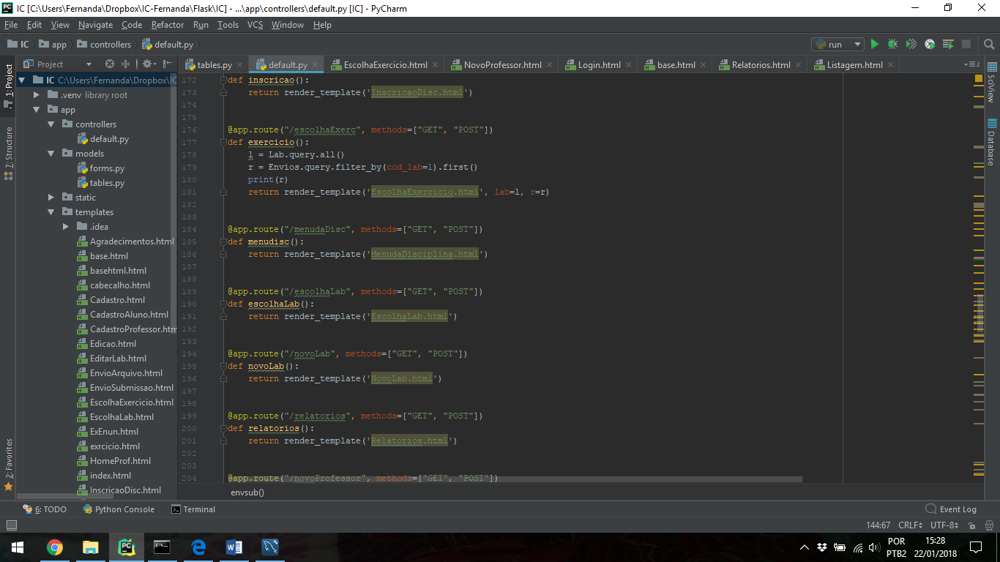 IC [C:\Users\Fernanda\Dropbox\IC-Fernanda\Flask\IC] - ...\app\controllers\default.py [IC] - PyCharm
File Edit View Navigate Code Refactor Run Tools VCS Window Help
IC app controllers default.py run
1: Project
7: Structure
2: Favorites
Project
IC C:\Users\Fernanda\Dropbox\IC
.venv library root
app
controllers
default.py
models
forms.py
tables.py
static
templates
.idea
Agradecimentos.html
base.html
basehtml.html
cabecalho.html
Cadastro.html
CadastroAluno.html
CadastroProfessor.htm
Edicao.html
EditarLab.html
EnvioArquivo.html
EnvioSubmissao.html
EscolhaExercicio.html
EscolhaLab.html
ExEnun.html
exrcicio.html
HomeProf.html
index.html
InscricaoDisc.html
tables.py default.py EscolhaExercicio.html NovoProfessor.html Login.html base.html Relatorios.html Listagem.html
172 def inscricao():
173 return render_template('InscricaoDisc.html')
174
175
176 @app.route("/escolhaExerc", methods=["GET", "POST"])
177 def exercicio():
178 l = Lab.query.all()
179 r = Envios.query.filter_by(cod_lab=l).first()
180 print(r)
181 return render_template('EscolhaExercicio.html', lab=l, r=r)
182
183
184 @app.route("/menudaDisc", methods=["GET", "POST"])
185 def menudisc():
186 return render_template('MenudaDisciplina.html')
187
188
189 @app.route("/escolhaLab", methods=["GET", "POST"])
190 def escolhaLab():
191 return render_template('EscolhaLab.html')
192
193
194 @app.route("/novoLab", methods=["GET", "POST"])
195 def novoLab():
196 return render_template('NovoLab.html')
197
198
199 @app.route("/relatorios", methods=["GET", "POST"])
200 def relatorios():
201 return render_template('Relatorios.html')
202
203
204 @app.route("/novoProfessor", methods=["GET", "POST"])
envsub()
SciView
Database
6: TODO Python Console Terminal Event Log
144:67 CRLF UTF-8
POR 15:28
PTB2 22/01/2018